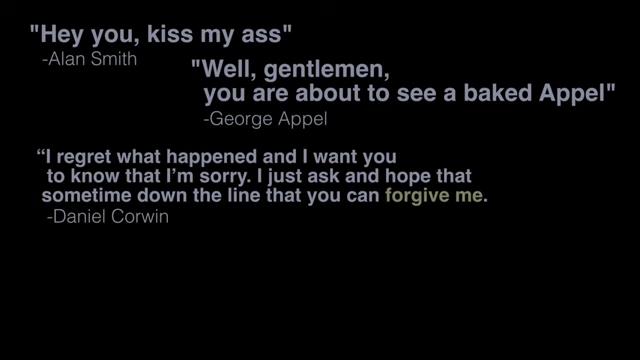 "Hey you, kiss my ass"
-Alan Smith
"Well, gentlemen,
you are about to see a baked Appel"
-George Appel
“I regret what happened and I want you
to know that I’m sorry. I just ask and hope that
sometime down the line that you can forgive me.
-Daniel Corwin